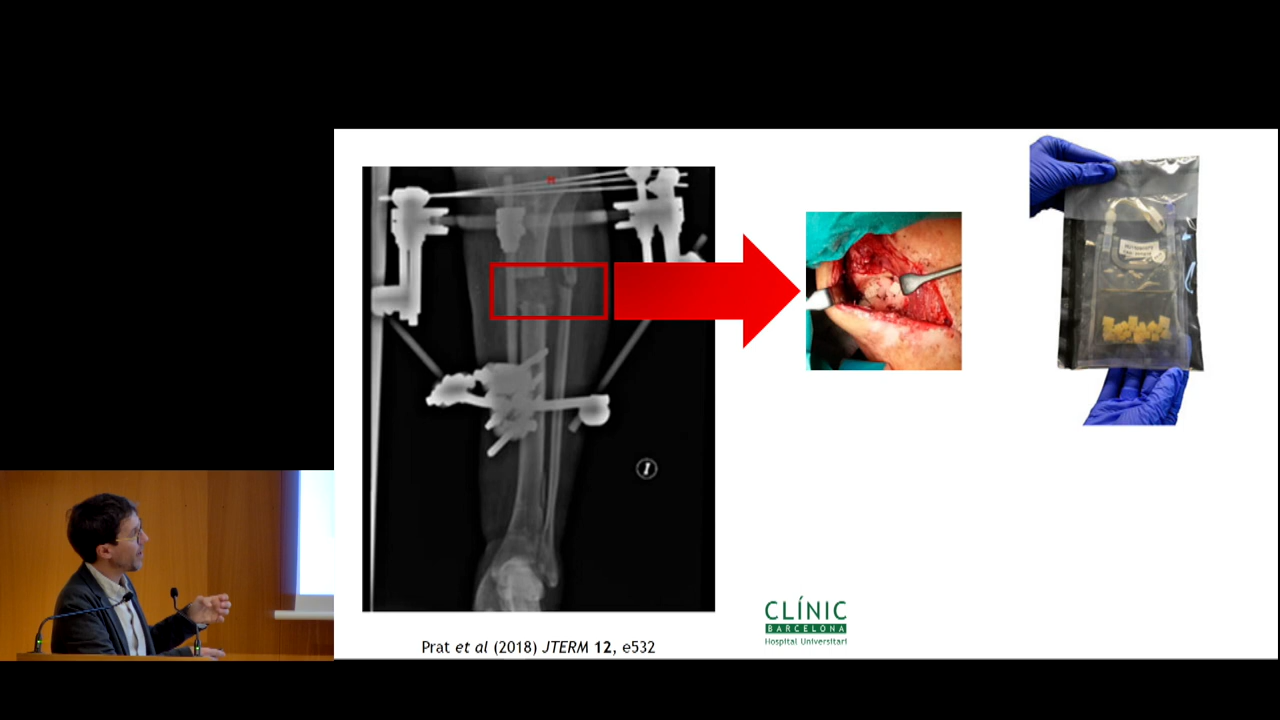 Prat et al (2018) JTERM 12, e532
CLÍNIC
BARCELONA
Hospital Universitari